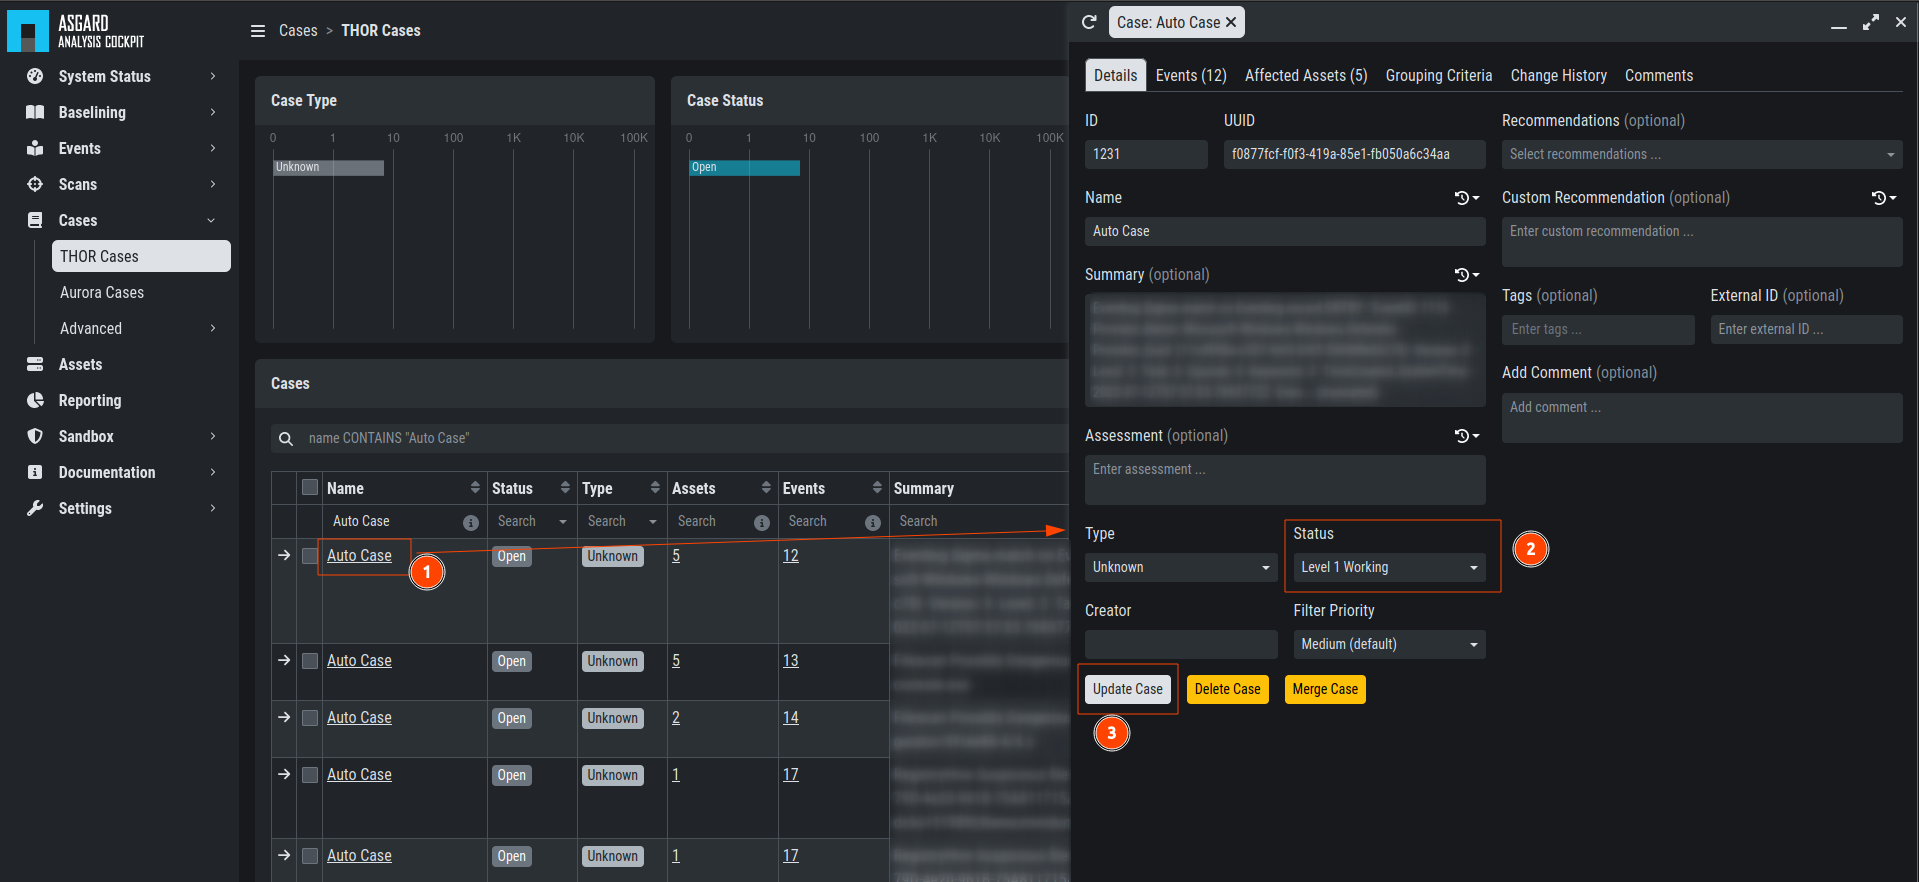 ASGARD
ANALYSIS COCKPIT
System Status
Baselining
Events
Scans
Cases
THOR Cases
Aurora Cases
Advanced
Assets
Reporting
Sandbox
Documentation
Settings
Cases > THOR Cases
Case Type
0 1 10 100 1K 10K 100K
Unknown
Case Status
0 1 10 100 1K 10K 100K
Open
Cases
name CONTAINS "Auto Case"
Name Status Type Assets Events Summary
Auto Case Search Search Search Search Search
Auto Case Open Unknown 5 12
1
Auto Case Open Unknown 5 13
Auto Case Open Unknown 2 14
Auto Case Open Unknown 1 17
Auto Case Open Unknown 1 17
Case: Auto Case
Details Events (12) Affected Assets (5) Grouping Criteria Change History Comments
ID UUID
1231 f0877fcf-f0f3-419a-85e1-fb050a6c34aa
Name
Auto Case
Summary (optional)
Assessment (optional)
Enter assessment ...
Type Status
Unknown Level 1 Working
2
Creator Filter Priority
Medium (default)
Update Case Delete Case Merge Case
3
Recommendations (optional)
Select recommendations ...
Custom Recommendation (optional)
Enter custom recommendation ...
Tags (optional) External ID (optional)
Enter tags ... Enter external ID ...
Add Comment (optional)
Add comment ...